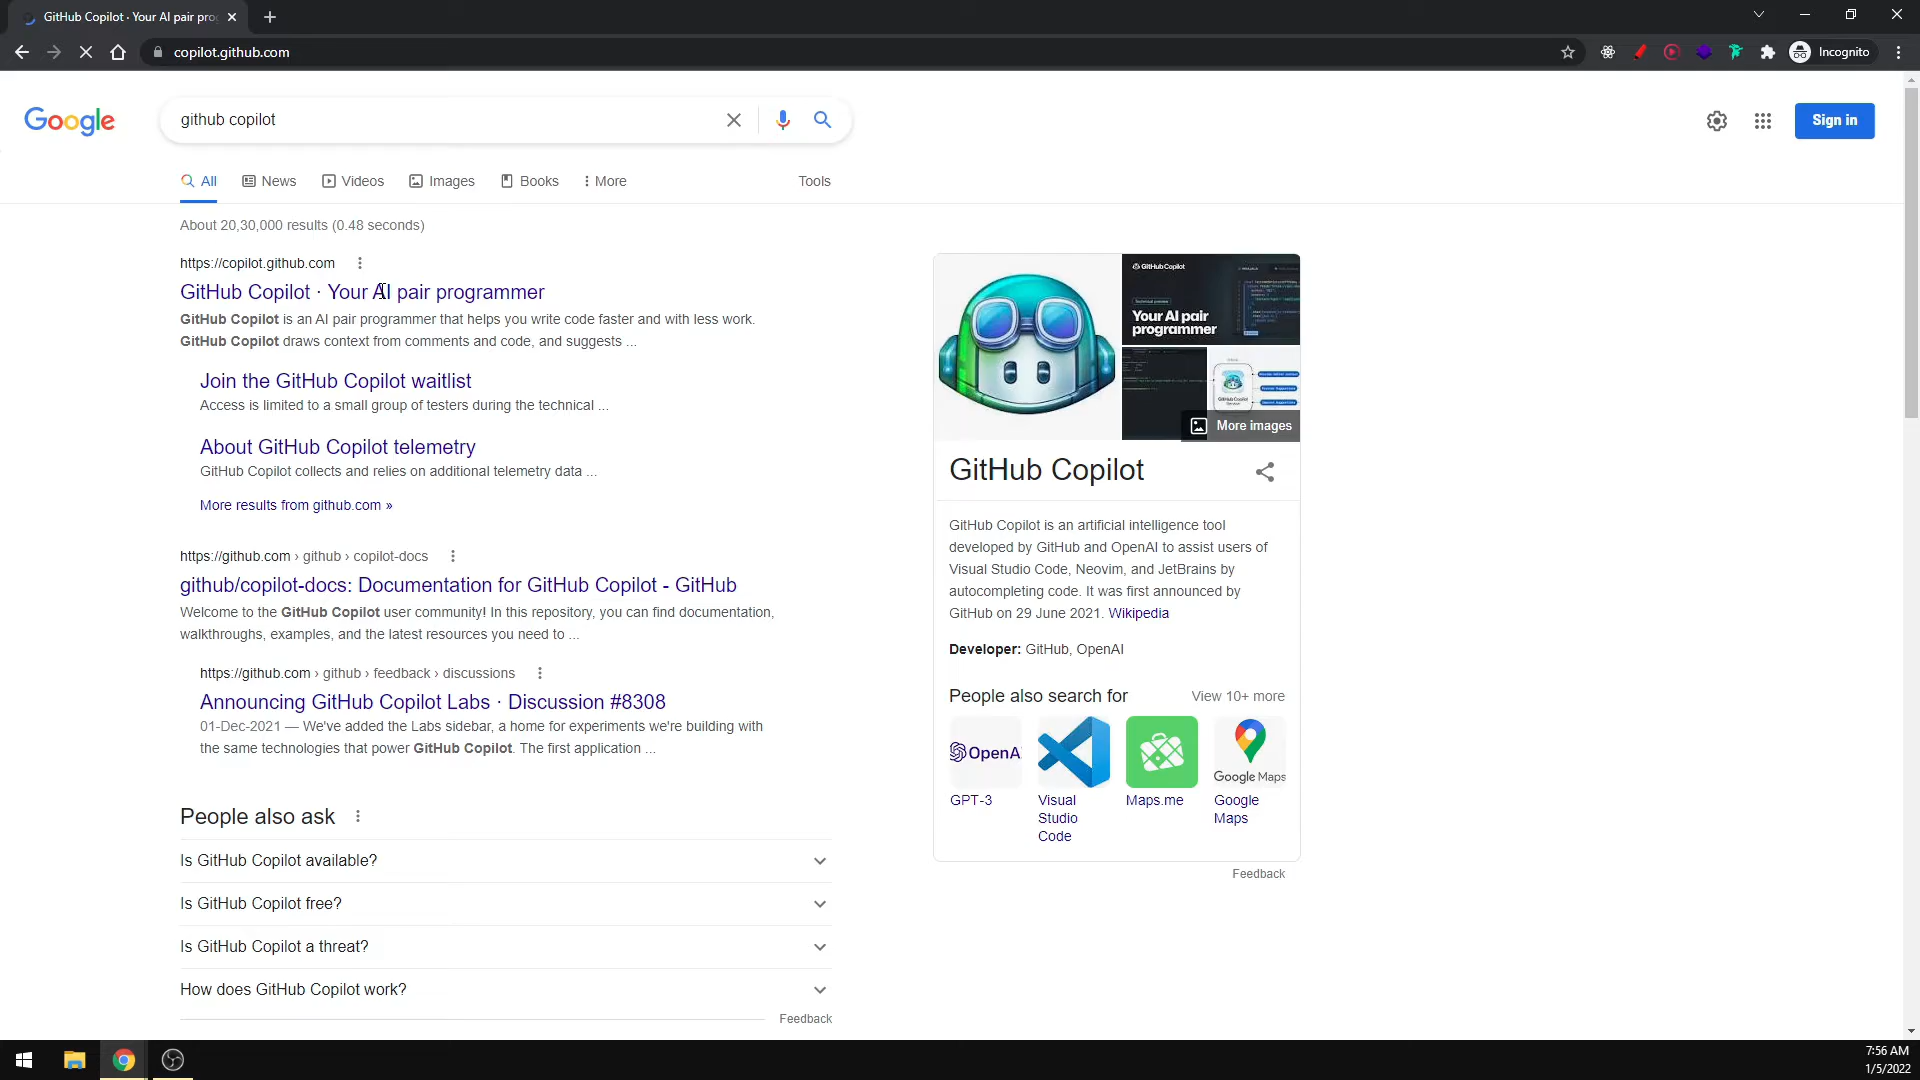 GitHub Copilot · Your AI pair pro
copilot.github.com
Incognito
Google
github copilot
Sign in
All
News
Videos
Images
Books
More
Tools
About 20,30,000 results (0.48 seconds)
https://copilot.github.com
GitHub Copilot · Your AI pair programmer
GitHub Copilot is an AI pair programmer that helps you write code faster and with less work.
GitHub Copilot draws context from comments and code, and suggests ...
Join the GitHub Copilot waitlist
Access is limited to a small group of testers during the technical ...
About GitHub Copilot telemetry
GitHub Copilot collects and relies on additional telemetry data ...
More results from github.com »
https://github.com › github › copilot-docs
github/copilot-docs: Documentation for GitHub Copilot - GitHub
Welcome to the GitHub Copilot user community! In this repository, you can find documentation,
walkthroughs, examples, and the latest resources you need to ...
https://github.com › github › feedback › discussions
Announcing GitHub Copilot Labs · Discussion #8308
01-Dec-2021 — We've added the Labs sidebar, a home for experiments we're building with
the same technologies that power GitHub Copilot. The first application ...
People also ask
Is GitHub Copilot available?
Is GitHub Copilot free?
Is GitHub Copilot a threat?
How does GitHub Copilot work?
Feedback
GitHub Copilot
Technical preview
Your AI pair
programmer
More images
GitHub Copilot
GitHub Copilot is an artificial intelligence tool
developed by GitHub and OpenAI to assist users of
Visual Studio Code, Neovim, and JetBrains by
autocompleting code. It was first announced by
GitHub on 29 June 2021. Wikipedia
Developer: GitHub, OpenAI
People also search for
View 10+ more
OpenA
Google Maps
GPT-3
Visual
Studio
Code
Maps.me
Google
Maps
Feedback
7:56 AM
1/5/2022